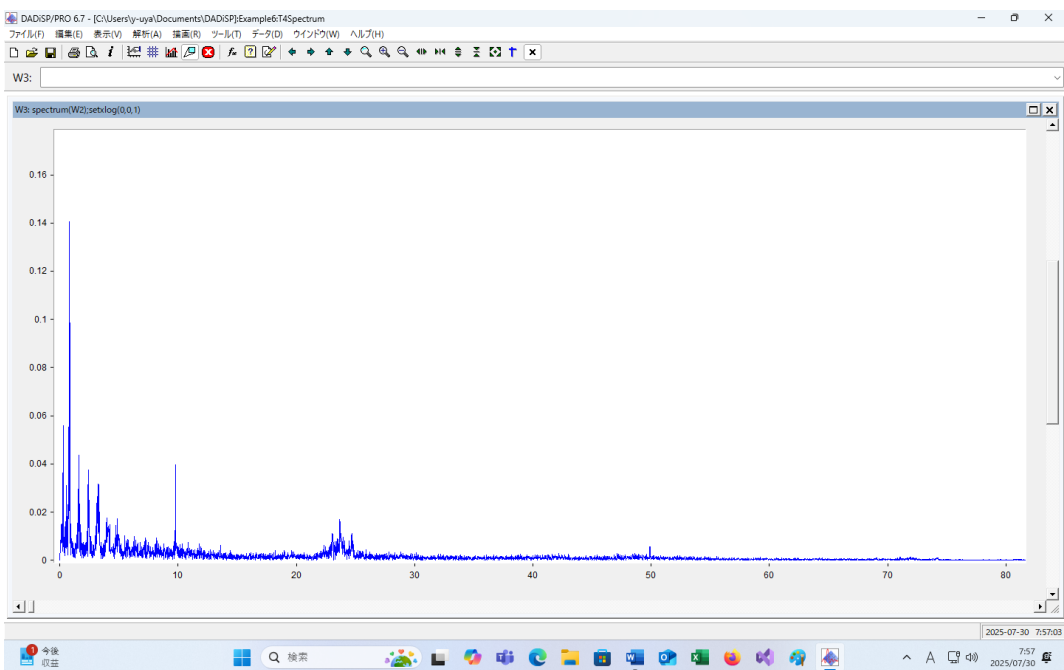 DADiSP/PRO 6.7 - [C:\Users\y-uya\Documents\DADiSP]:Example6:T4Spectrum
ファイル(F) 編集(E) 表示(V) 解析(A) 描画(R) ツール(T) データ(D) ウインドウ(W) ヘルプ(H)
W3:
W3: spectrum(W2);setxlog(0,0,1)
0.16
0.14
0.12
0.1
0.08
0.06
0.04
0.02
0
0 10 20 30 40 50 60 70 80
2025-07-30 7:57:03
1
今後
収益
検索
A
7:57
2025/07/30